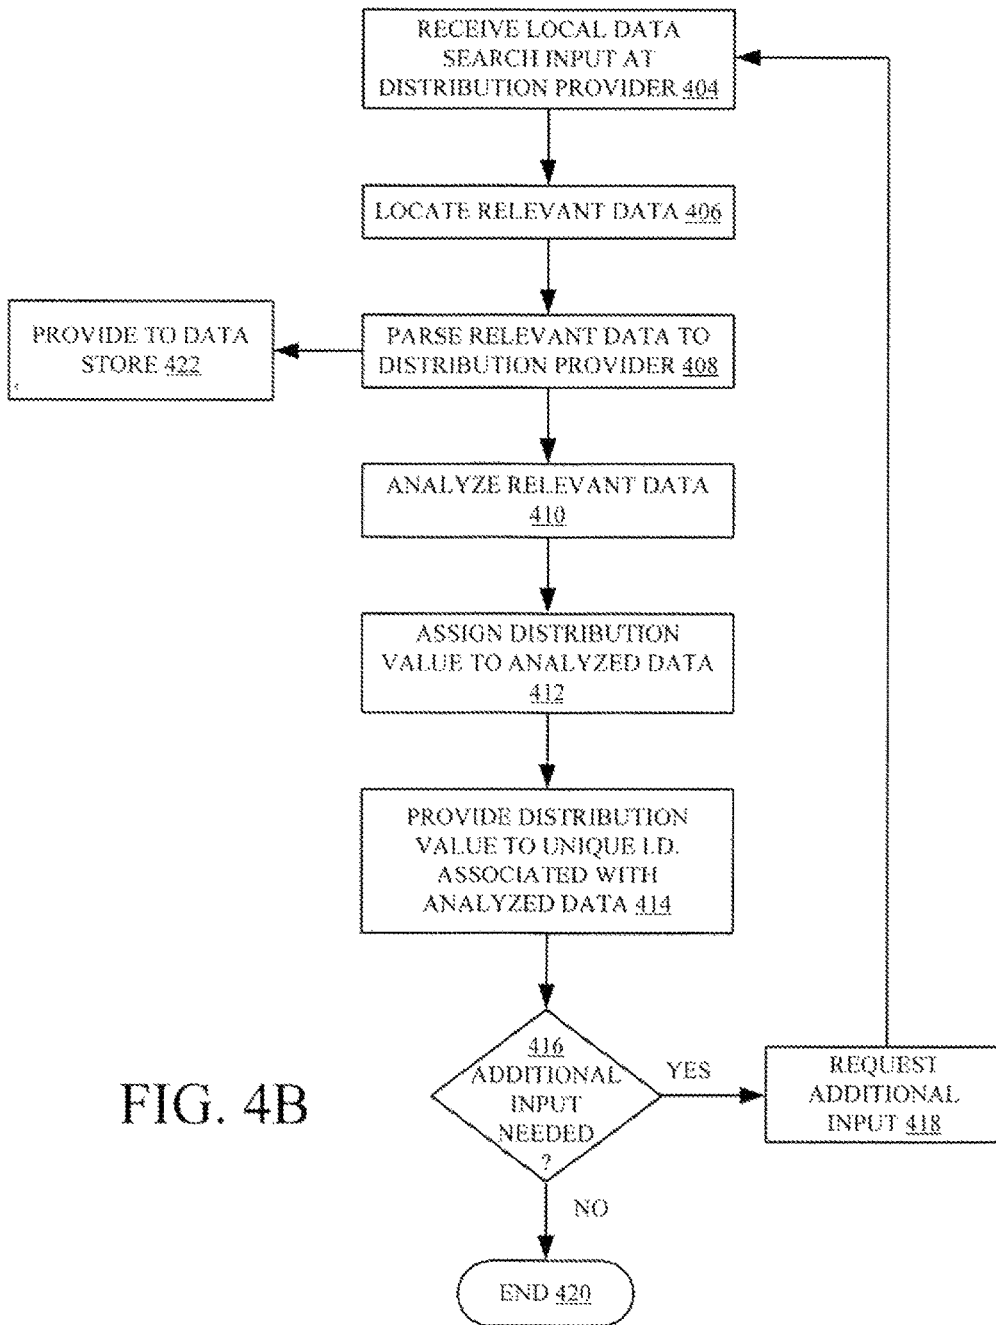 RECEIVE LOCAL DATA
SEARCH INPUT AT
DISTRIBUTION PROVIDER 404
LOCATE RELEVANT DATA 406
PROVIDE TO DATA
STORE 422
PARSE RELEVANT DATA TO
DISTRIBUTION PROVIDER 408
ANALYZE RELEVANT DATA
410
ASSIGN DISTRIBUTION
VALUE TO ANALYZED DATA
412
PROVIDE DISTRIBUTION
VALUE TO UNIQUE I.D.
ASSOCIATED WITH
ANALYZED DATA 414
416
ADDITIONAL
INPUT
NEEDED
?
YES
REQUEST
ADDITIONAL
INPUT 418
NO
END 420
FIG. 4B